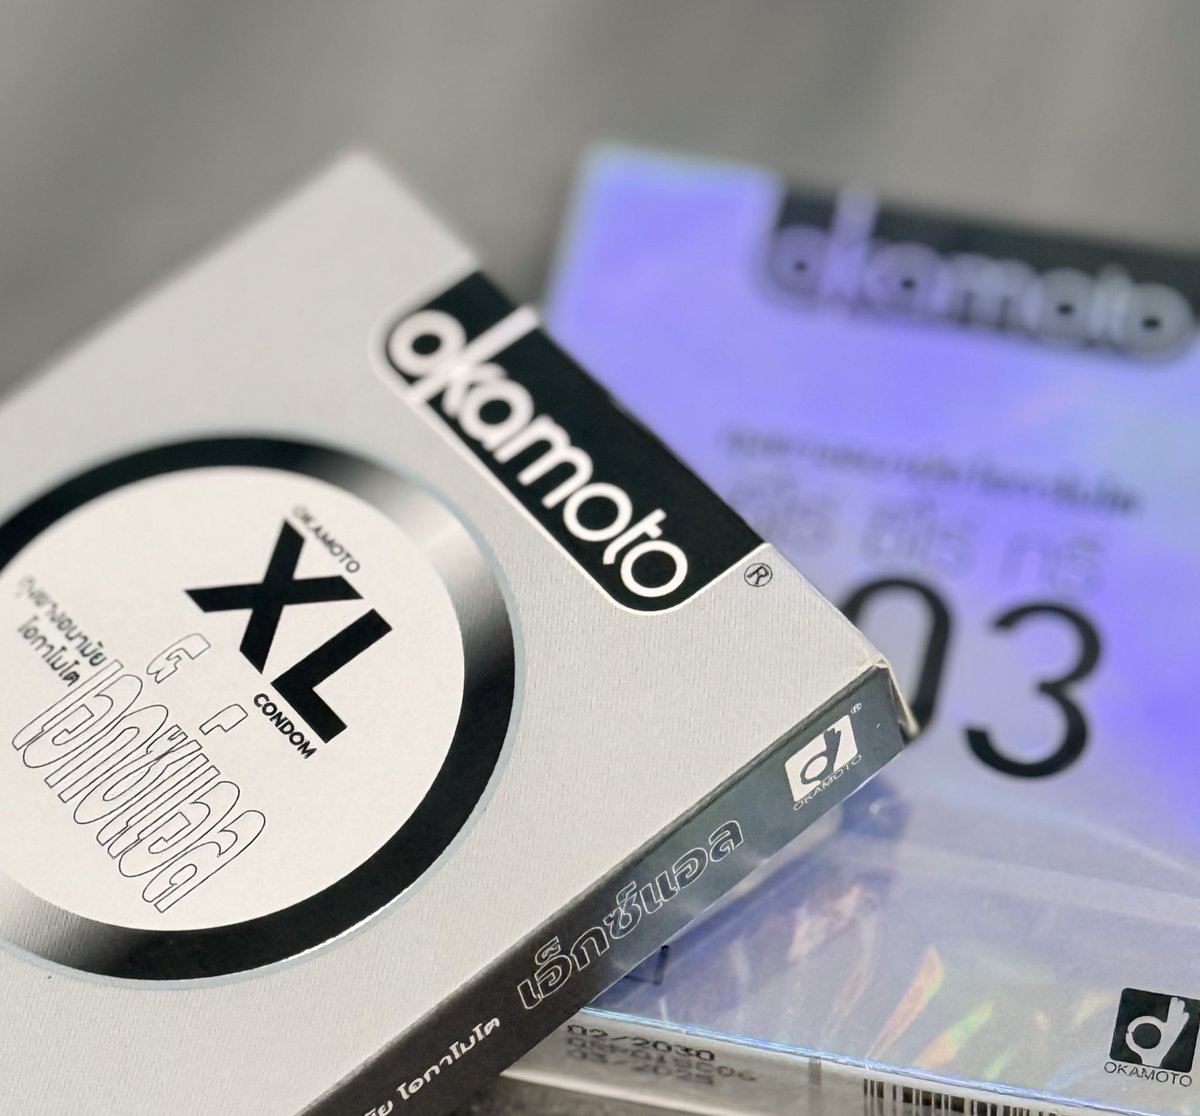 okamoto
®
OKAMOTO
XL
CONDOM
ถุงยางอนามัย
โอกาโมโต
เอ็กซ์แอล
OKAMOTO
เอ็กซ์แอล
โอกาโมโต
okamoto
03
02/2030
OKAMOTO